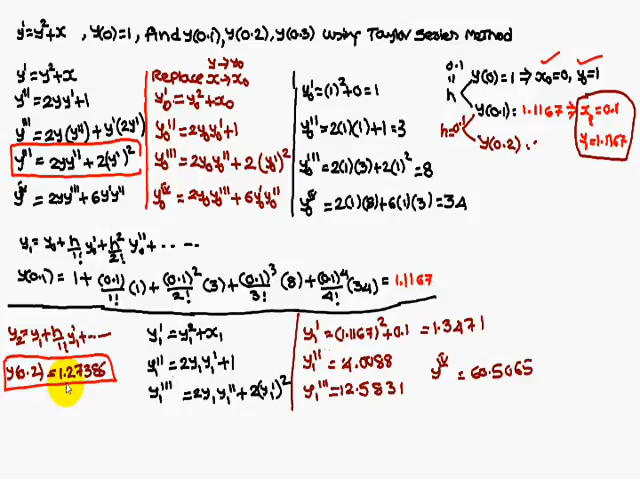 y' = y² + x , y(0) = 1, Find y(0.1), y(0.2), y(0.3) using Taylor Series Method
y' = y² + x
y'' = 2yy' + 1
y''' = 2y(y'') + y'(2y')
y''' = 2yy'' + 2(y')²
yⁱᵛ = 2yy''' + 6y'y''
y → y₀
Replace x → x₀
y₀' = y₀² + x₀
y₀'' = 2y₀y₀' + 1
y₀''' = 2y₀y₀'' + 2(y₀')²
y₀ⁱᵛ = 2y₀y₀''' + 6y₀'y₀''
y₀' = (1)² + 0 = 1
y₀'' = 2(1)(1) + 1 = 3
y₀''' = 2(1)(3) + 2(1)² = 8
y₀ⁱᵛ = 2(1)(8) + 6(1)(3) = 34
0.1
"
h
y(0) = 1 ⇒ x₀ = 0, y₀ = 1
y(0.1) = 1.1167 ⇒ x₁ = 0.1
y₁ = 1.1167
h = 0.1
y(0.2) :
y₁ = y₀ + h/1! y₀' + h²/2! y₀'' + .. .. ...
y(0.1) = 1 + (0.1)/1! (1) + (0.1)²/2! (3) + (0.1)³/3! (8) + (0.1)⁴/4! (34) = 1.1167
y₂ = y₁ + h/1! y₁' + .....
y(0.2) = 1.27385
y₁' = y₁² + x₁
y₁'' = 2y₁y₁' + 1
y₁''' = 2y₁y₁'' + 2(y₁')²
y₁' = (1.1167)² + 0.1 = 1.3471
y₁'' = 4.0088
y₁''' = 12.5831
yⁱᵛ = 60.5065